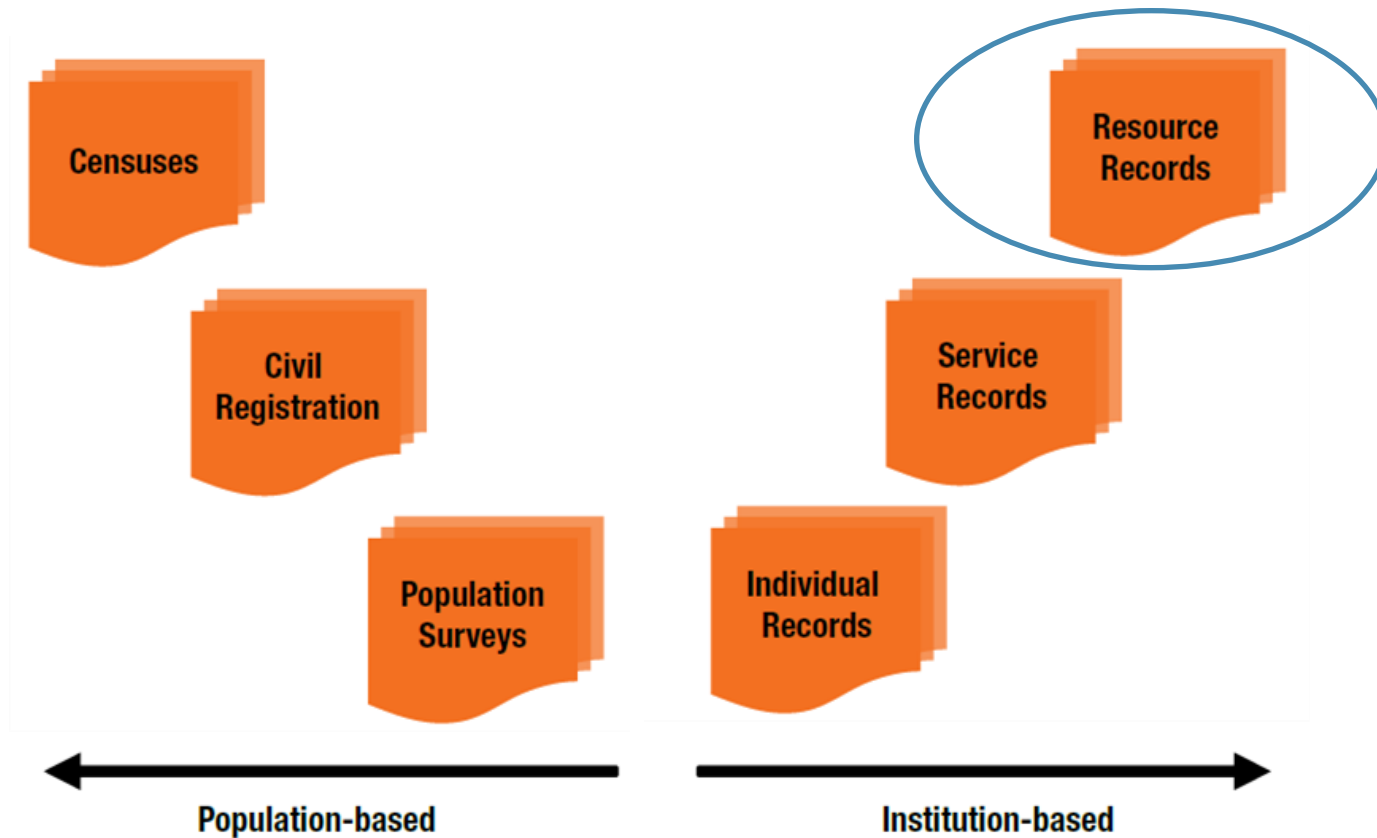 Censuses
Civil
Registration
Population
Surveys
Resource
Records
Service
Records
Individual
Records
Population-based
Institution-based